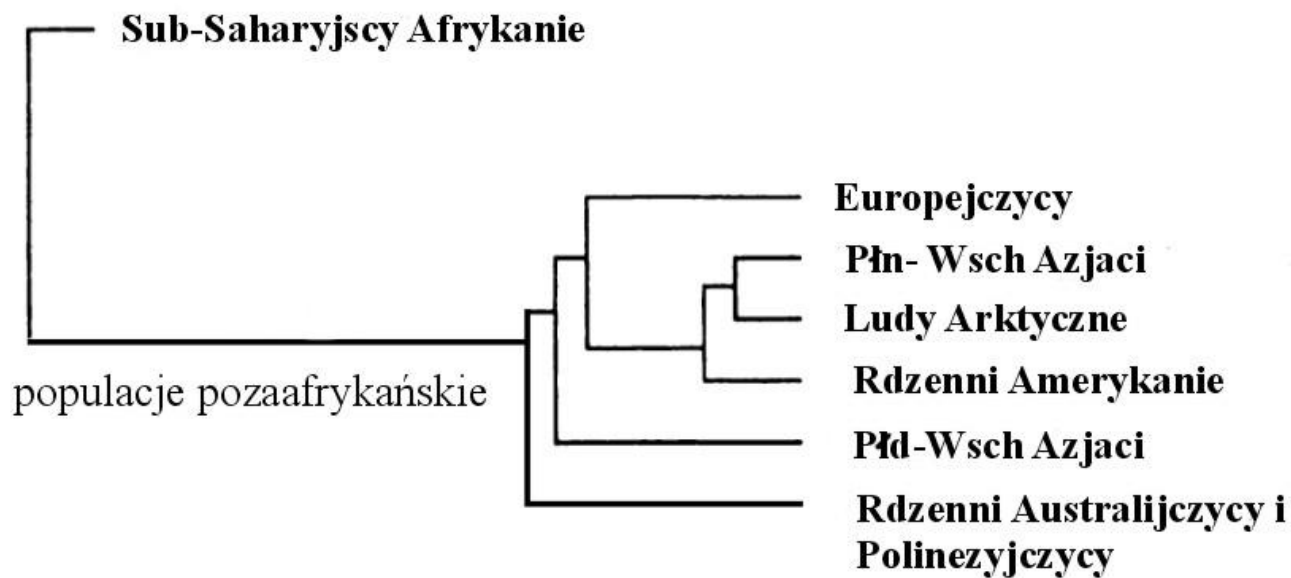 Sub-Saharyjscy Afrykanie
Europejczycy
Płn- Wsch Azjaci
Ludy Arktyczne
Rdzenni Amerykanie
populacje pozaafrykańskie
Płd-Wsch Azjaci
Rdzenni Australijczycy i
Polinezyjczycy